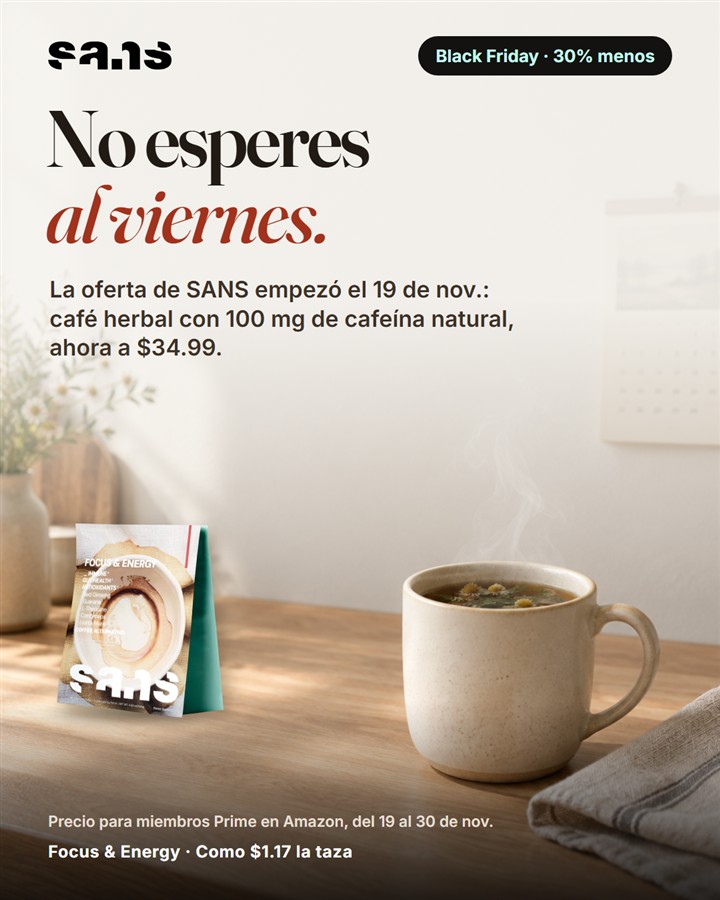 sans
Black Friday · 30% menos
No esperes
al viernes.
La oferta de SANS empezó el 19 de nov.:
café herbal con 100 mg de cafeína natural,
ahora a $34.99.
FOCUS & ENERGY
sans
Precio para miembros Prime en Amazon, del 19 al 30 de nov.
Focus & Energy · Como $1.17 la taza